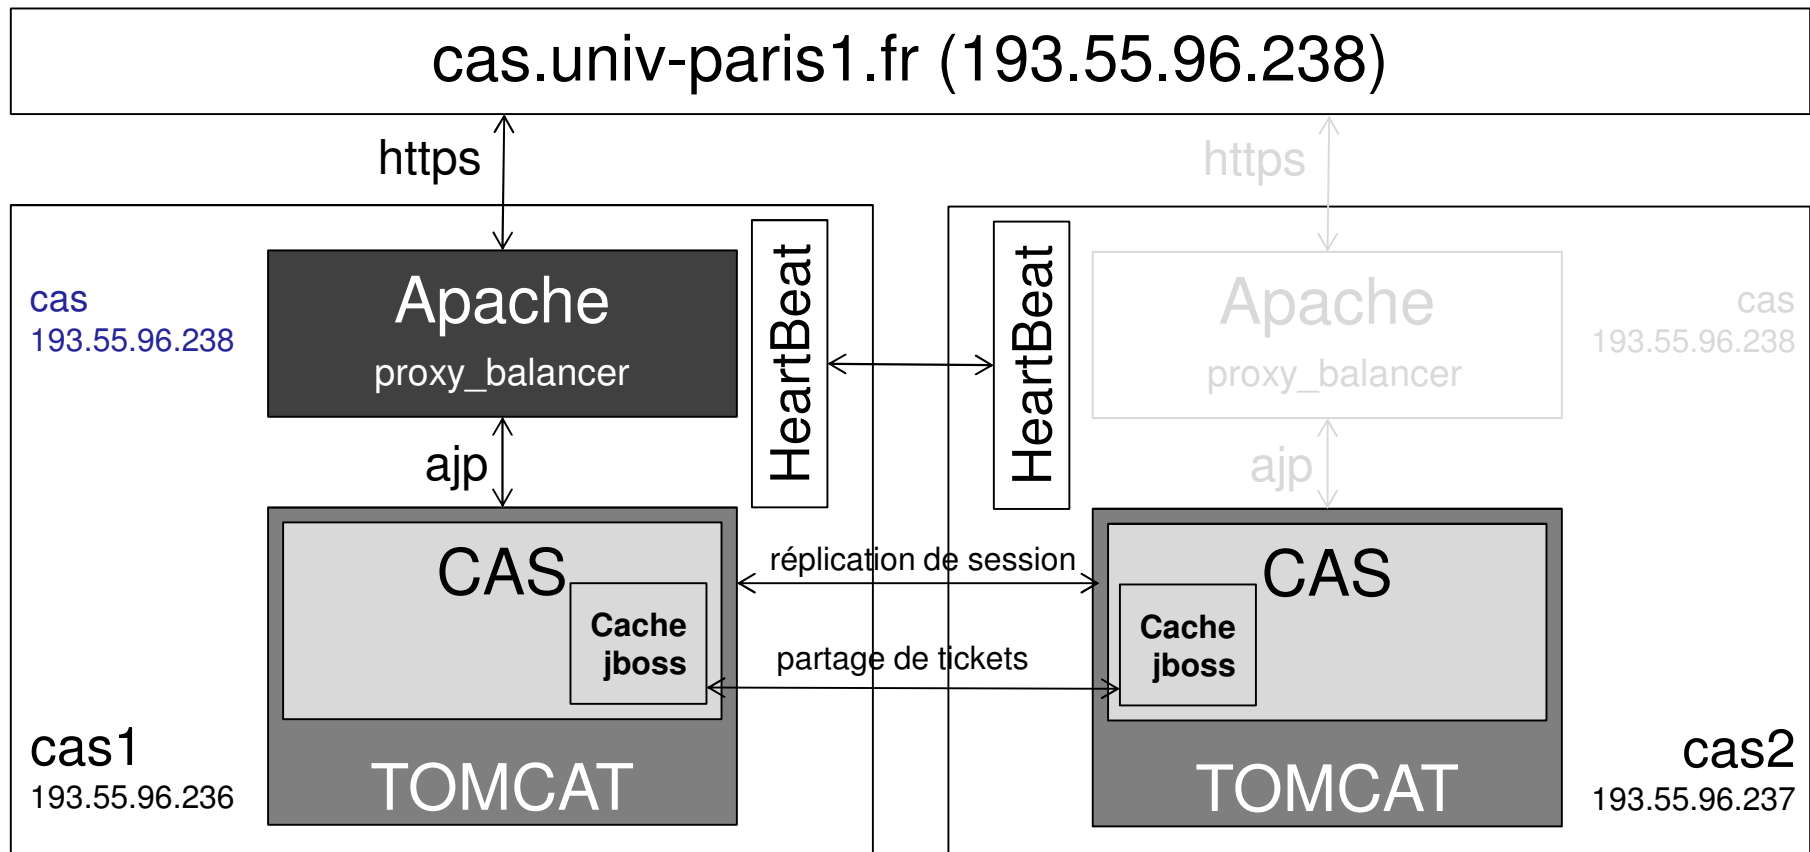 cas.univ-paris1.fr (193.55.96.238)
https
https
cas
193.55.96.238
Apache
proxy_balancer
HeartBeat
HeartBeat
Apache
proxy_balancer
cas
193.55.96.238
ajp
ajp
CAS
Cache
jboss
TOMCAT
réplication de session
partage de tickets
CAS
Cache
jboss
TOMCAT
cas1
193.55.96.236
cas2
193.55.96.237